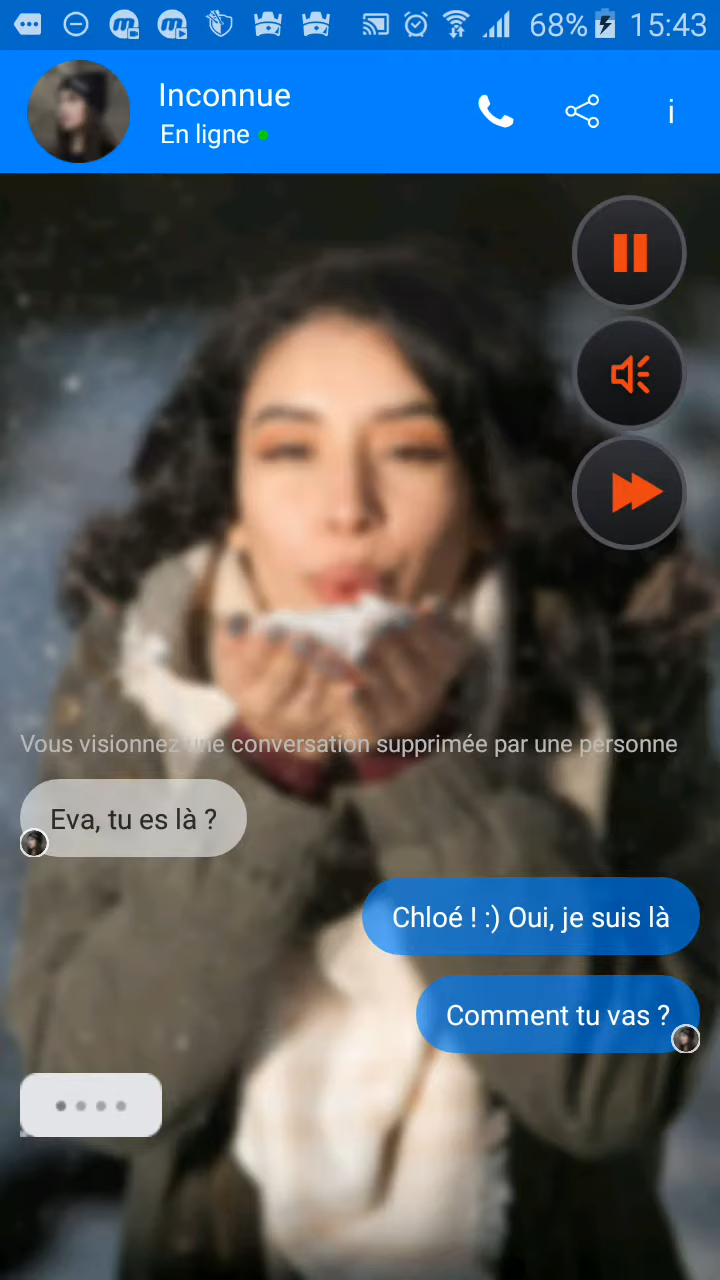 68% 15:43
Inconnue
En ligne
i
Vous visionnez une conversation supprimée par une personne
Eva, tu es là ?
Chloé ! :) Oui, je suis là
Comment tu vas ?